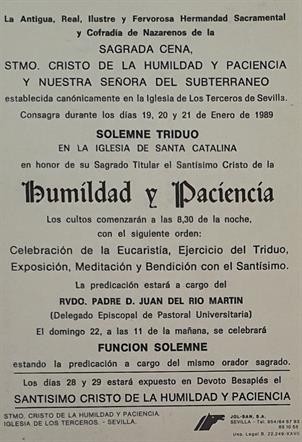 La Antigua, Real, Ilustre y Fervorosa Hermandad Sacramental
y Cofradía de Nazarenos de la
SAGRADA CENA,
STMO. CRISTO DE LA HUMILDAD Y PACIENCIA
Y NUESTRA SEÑORA DEL SUBTERRANEO
establecida canónicamente en la Iglesia de Los Terceros de Sevilla.
Consagra durante los días 19, 20 y 21 de Enero de 1989
SOLEMNE TRIDUO
EN LA IGLESIA DE SANTA CATALINA
en honor de su Sagrado Titular el Santísimo Cristo de la
Humildad y Paciencia
Los cultos comenzarán a las 8,30 de la noche,
con el siguiente orden:
Celebración de la Eucaristía, Ejercicio del Triduo,
Exposición, Meditación y Bendición con el Santísimo.
La predicación estará a cargo del
RVDO. PADRE D. JUAN DEL RIO MARTIN
(Delegado Episcopal de Pastoral Universitaria)
El domingo 22, a las 11 de la mañana, se celebrará
FUNCION SOLEMNE
estando la predicación a cargo del mismo orador sagrado.
Los días 28 y 29 estará expuesto en Devoto Besapiés el
SANTISIMO CRISTO DE LA HUMILDAD Y PACIENCIA
STMO. CRISTO DE LA HUMILDAD Y PACIENCIA.
IGLESIA DE LOS TERCEROS. - SEVILLA.
JOL-SAN, S.A.
SEVILLA - Tel. 954/64 57 93
Imp. Legal B.